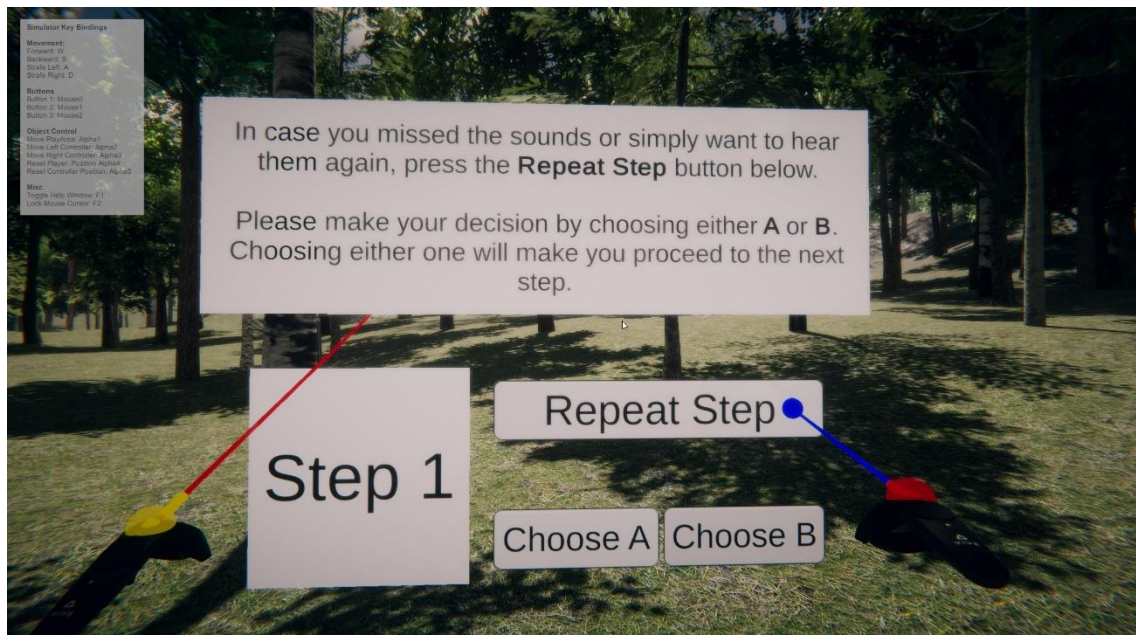 Simulator Key Bindings
Movement:
Forward: W
Backward: S
Strafe Left: A
Strafe Right: D
Buttons
Button 1: Mouse0
Button 2: Mouse1
Button 3: Mouse2
Object Control
Move PlayArea: Alpha1
Move Left Controller: Alpha2
Move Right Controller: Alpha3
Reset Player: Position Alpha4
Reset Controller Position: Alpha5
Misc
Toggle Help Window: F1
Lock Mouse Cursor: F2
In case you missed the sounds or simply want to hear
them again, press the Repeat Step button below.
Please make your decision by choosing either A or B.
Choosing either one will make you proceed to the next
step.
Step 1
Repeat Step
Choose A
Choose B
VIVE